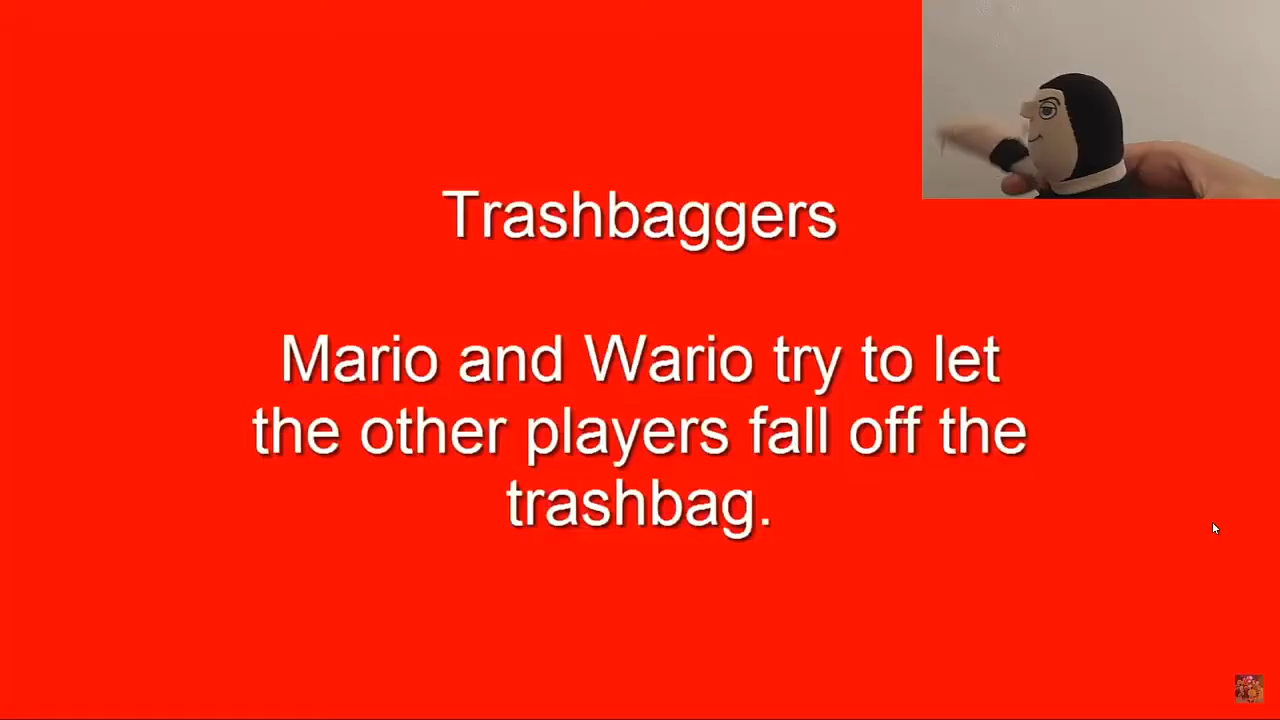 Trashbaggers
Mario and Wario try to let
the other players fall off the
trashbag.